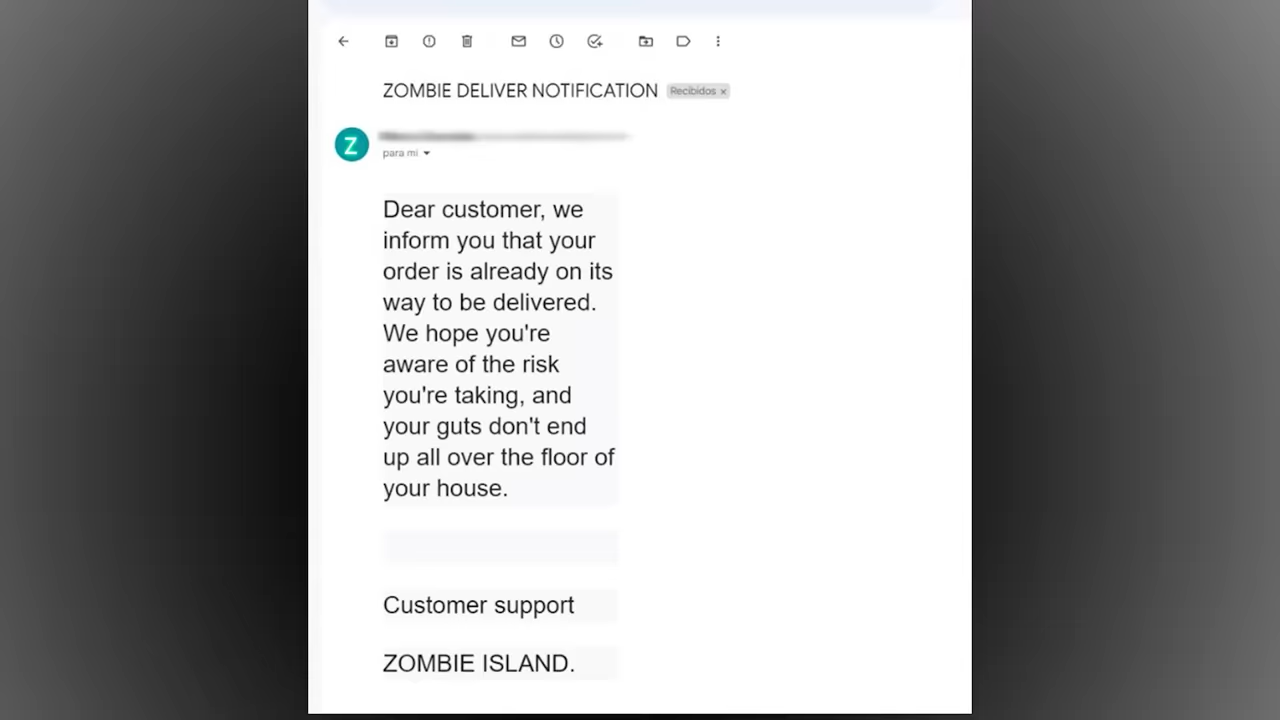 ZOMBIE DELIVER NOTIFICATION Recibidos x
Z
para mi
Dear customer, we
inform you that your
order is already on its
way to be delivered.
We hope you're
aware of the risk
you're taking, and
your guts don't end
up all over the floor of
your house.
Customer support
ZOMBIE ISLAND.